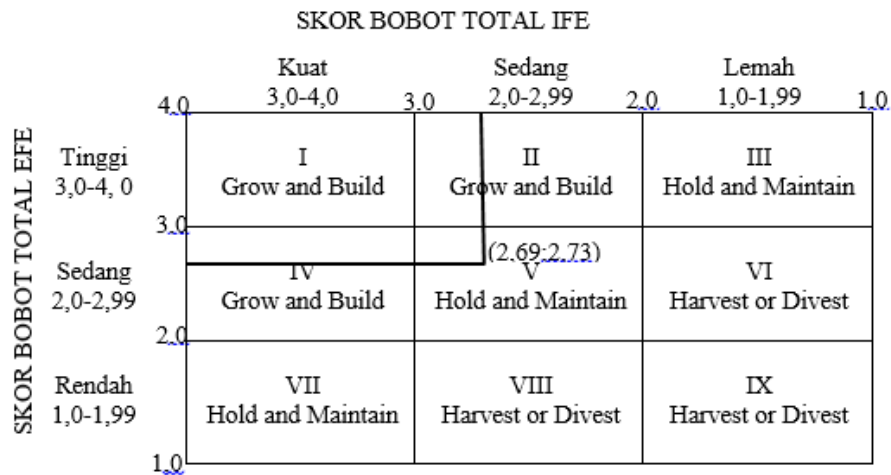 SKOR BOBOT TOTAL IFE
Kuat Sedang Lemah
3,0-4,0 2,0-2,99 1,0-1,99
4.0 3.0 2.0 1.0
SKOR BOBOT TOTAL EFE
Tinggi I II III
3,0-4, 0 Grow and Build Grow and Build Hold and Maintain
3.0
(2.69;2.73)
Sedang IV V VI
2,0-2,99 Grow and Build Hold and Maintain Harvest or Divest
2.0
Rendah VII VIII IX
1,0-1,99 Hold and Maintain Harvest or Divest Harvest or Divest
1.0